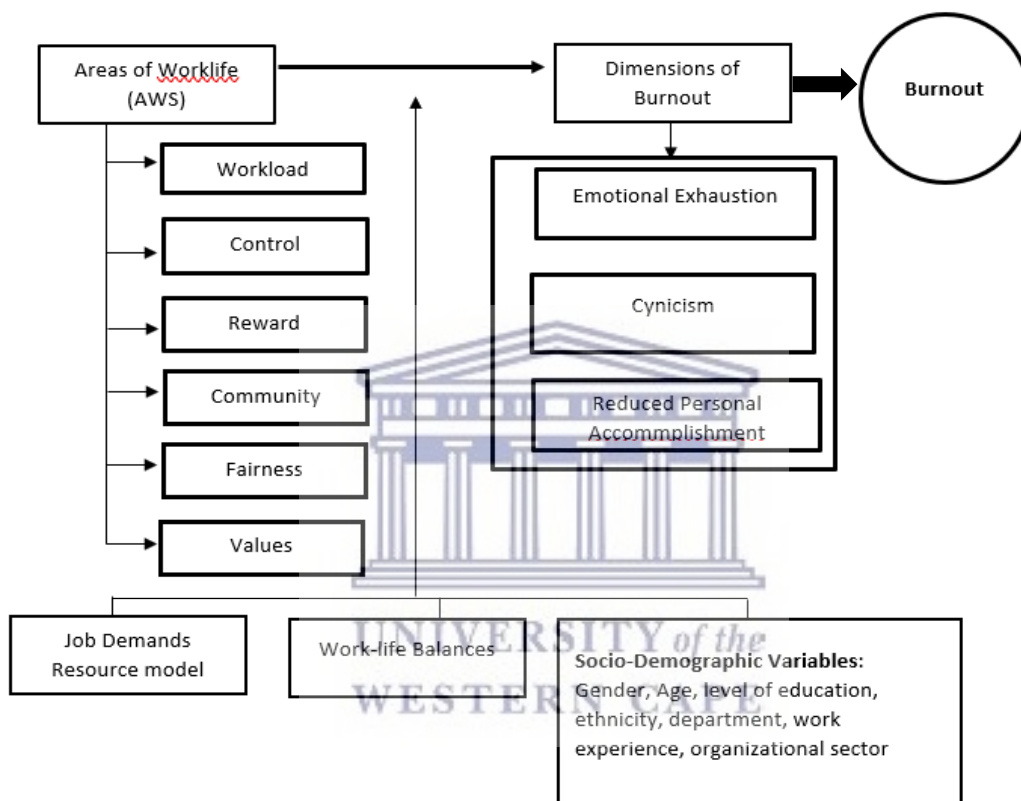 Areas of Worklife
(AWS)
Dimensions of
Burnout
Burnout
Workload
Control
Reward
Community
Fairness
Values
Emotional Exhaustion
Cynicism
Reduced Personal
Accommplishment
Job Demands
Resource model
Work-life Balances
Socio-Demographic Variables:
Gender, Age, level of education,
ethnicity, department, work
experience, organizational sector
UNIVERSITY of the
WESTERN CAPE